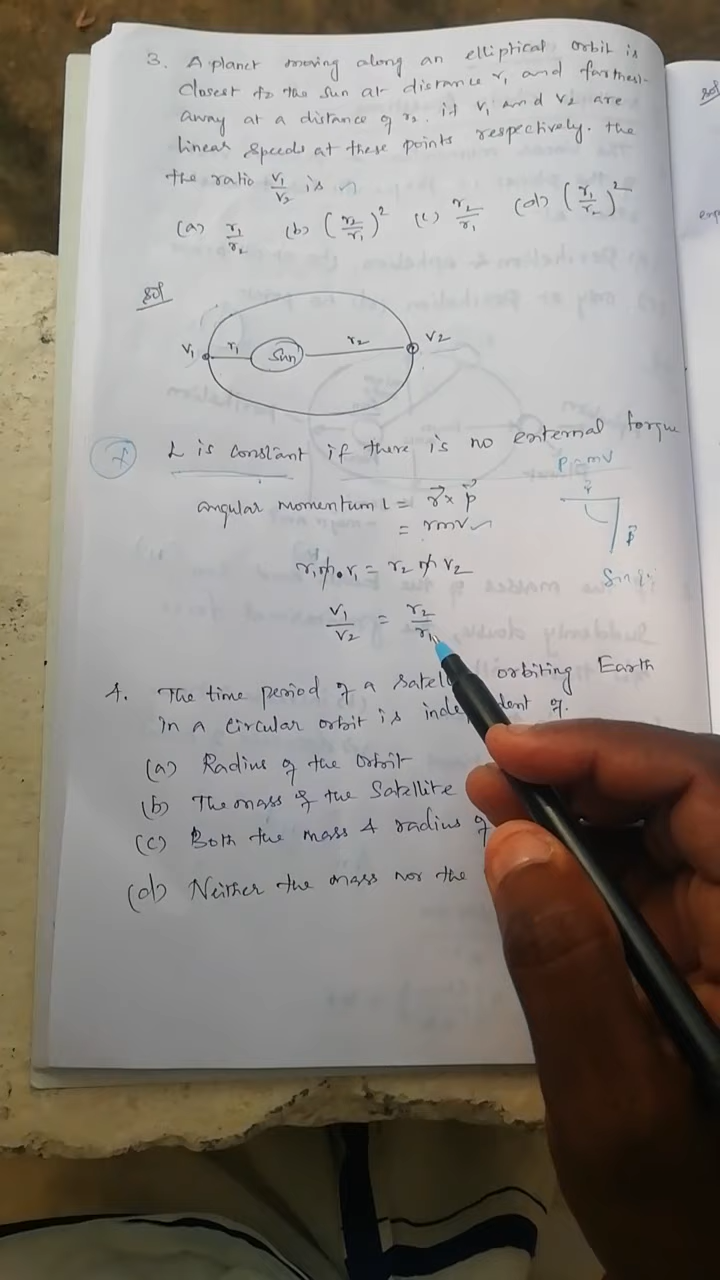 3. A planet moving along an elliptical orbit is
closest to the sun at distance r₁ and farthest
away at a distance of r₂. if v₁ and v₂ are
linear speeds at these points respectively. the
the ratio v₁/v₂ is
(a) r₁/r₂ (b) (r₂/r₁)² (c) r₂/r₁ (d) (r₁/r₂)²
sol
v₁ r₁ Sun r₂ v₂
L is constant if there is no external torque
P = mv
angular momentum L = r⃗ × p⃗
r⃗
= rmv
p⃗
r₁m·v₁ = r₂ m v₂
v₁/v₂ = r₂/r₁
4. The time period of a satell orbiting Earth
in a circular orbit is indep dent of.
(a) Radius of the orbit
(b) The mass of the Satellite
(c) Both the mass & radius of
(d) Neither the mass nor the
sol